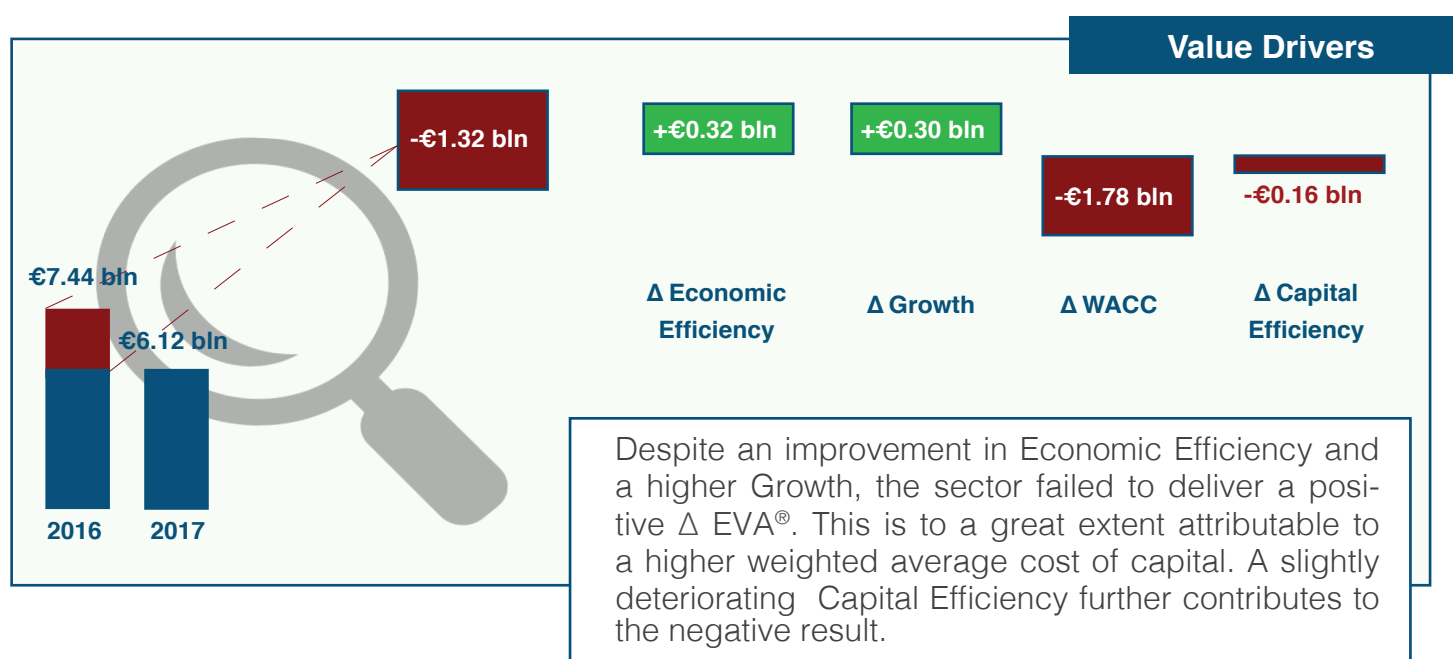 Value Drivers
-€1.32 bln
+€0.32 bln
+€0.30 bln
-€1.78 bln
-€0.16 bln
€7.44 bln
€6.12 bln
2016
2017
Δ Economic
Efficiency
Δ Growth
Δ WACC
Δ Capital
Efficiency
Despite an improvement in Economic Efficiency and
a higher Growth, the sector failed to deliver a posi-
tive Δ EVA®. This is to a great extent attributable to
a higher weighted average cost of capital. A slightly
deteriorating Capital Efficiency further contributes to
the negative result.